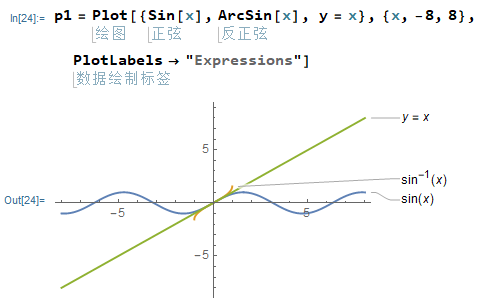 In[24]:= p1 = Plot[{Sin[x], ArcSin[x], y = x}, {x, -8, 8},
绘图 正弦 反正弦
PlotLabels → "Expressions"]
数据绘制标签
y = x
5
sin⁻¹(x)
Out[24]=
sin(x)
-5 5
-5